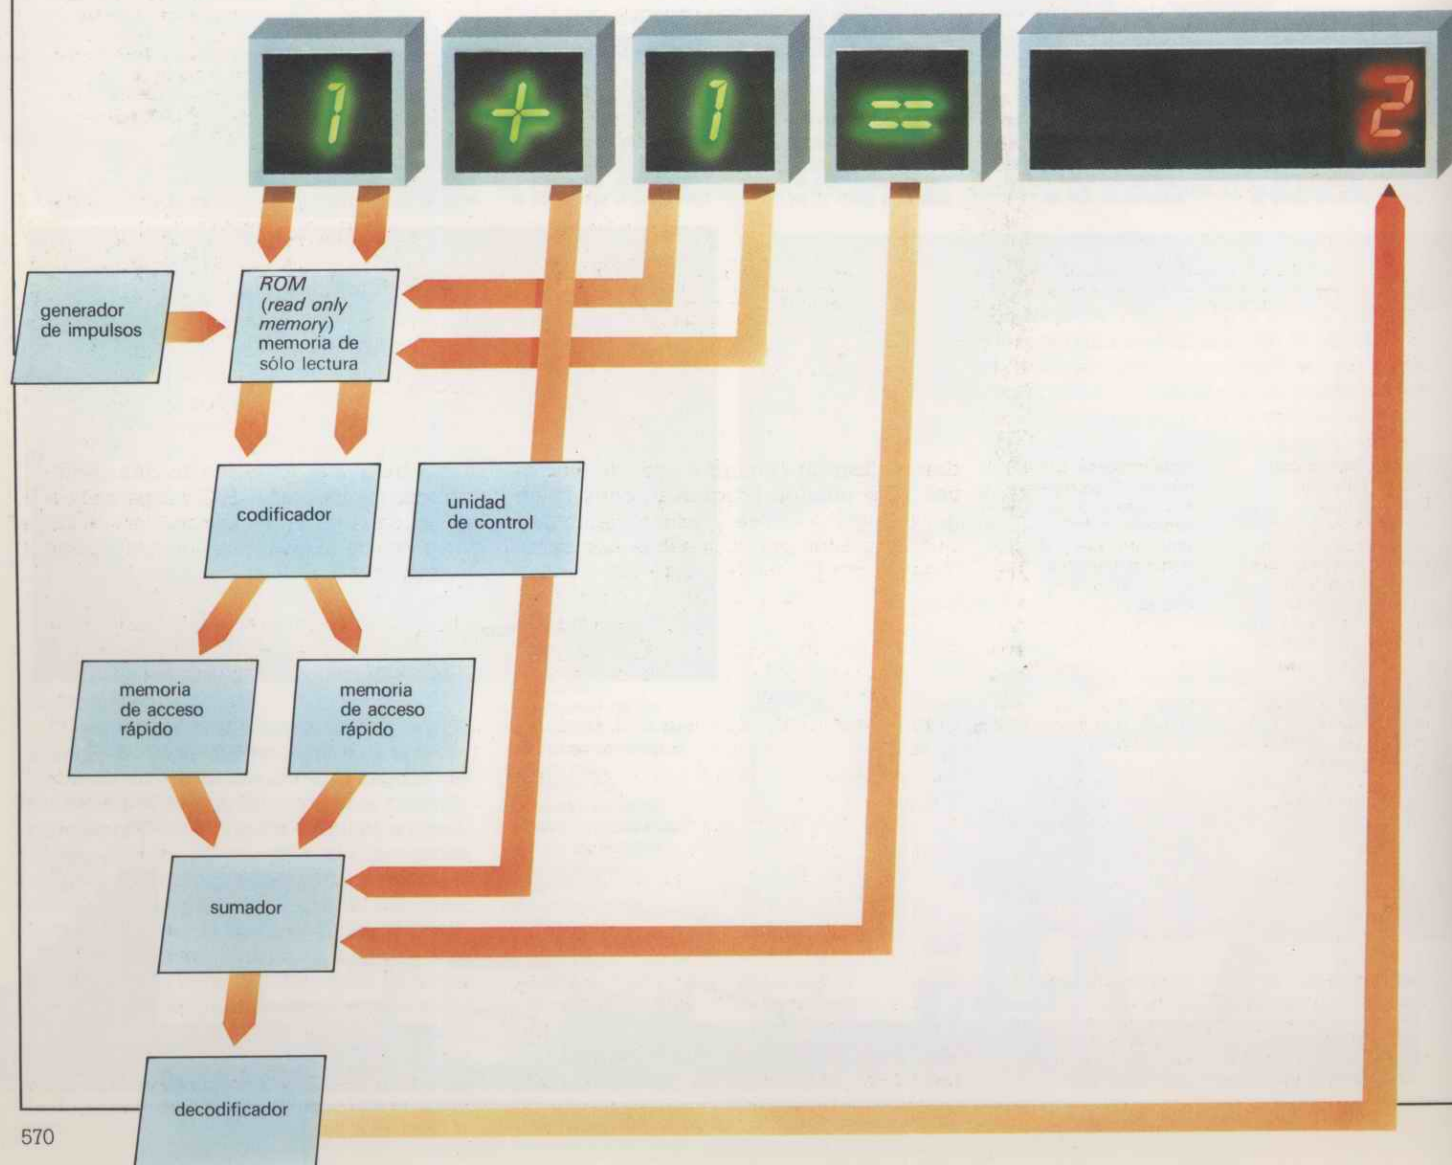 1 + 1 = 2
generador
de impulsos
ROM
(read only
memory)
memoria de
sólo lectura
codificador
unidad
de control
memoria
de acceso
rápido
memoria
de acceso
rápido
sumador
decodificador
570